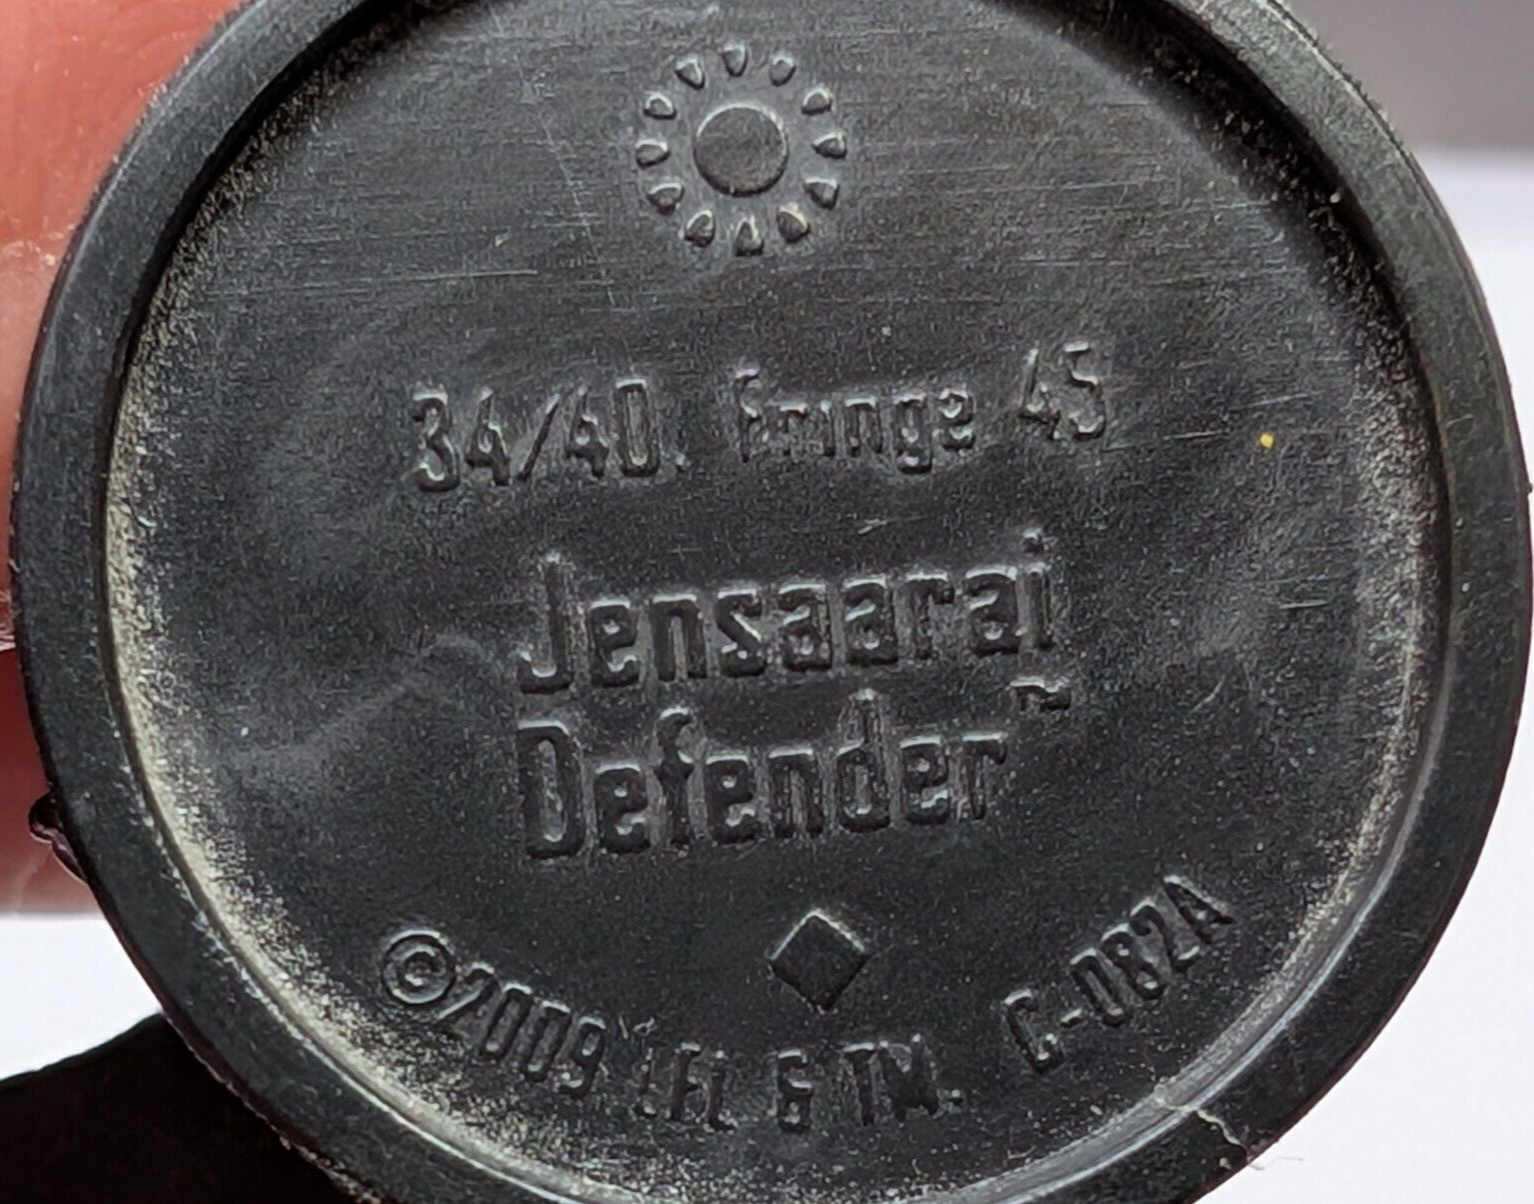 34/40. Fringe 45
Jensaarai
Defender™
©2009 LFL & TM. C-082A